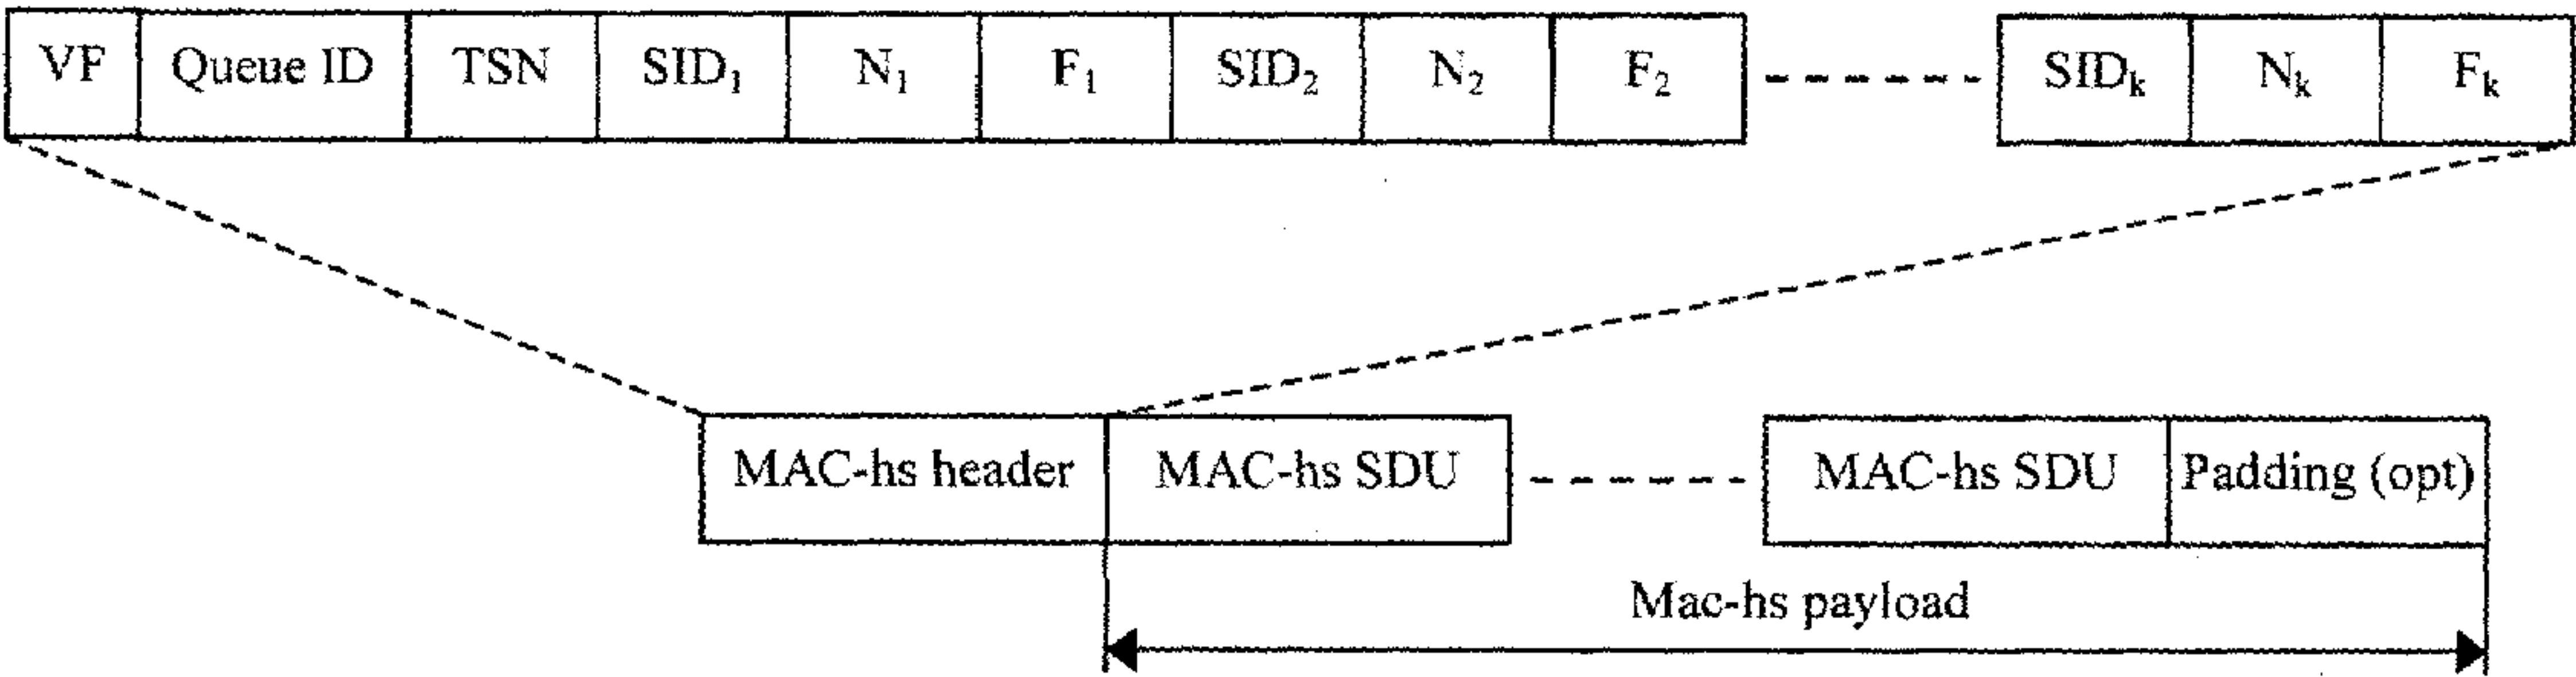 VF Queue ID TSN SID₁ N₁ F₁ SID₂ N₂ F₂ SIDₖ Nₖ Fₖ
MAC-hs header MAC-hs SDU MAC-hs SDU Padding (opt)
Mac-hs payload